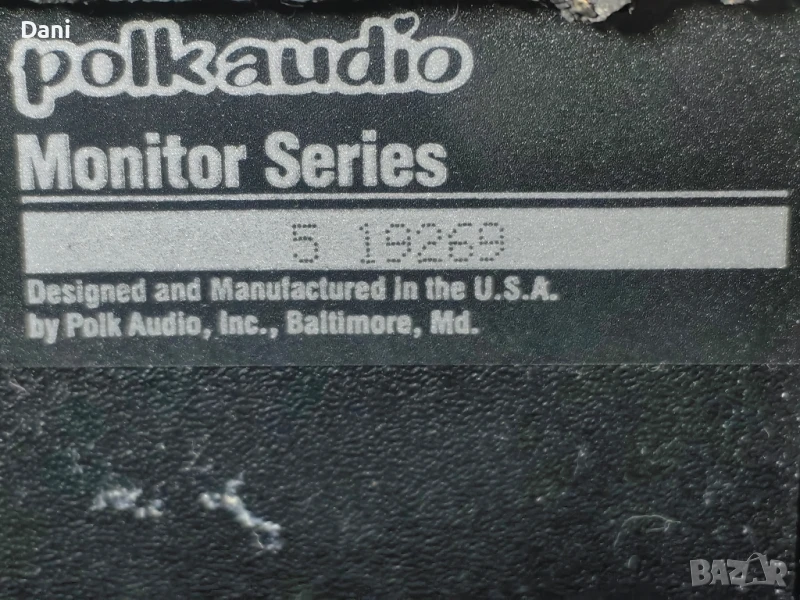 Dani
polkaudio
Monitor Series
5 19269
Designed and Manufactured in the U.S.A.
by Polk Audio, Inc., Baltimore, Md.
BAZAR